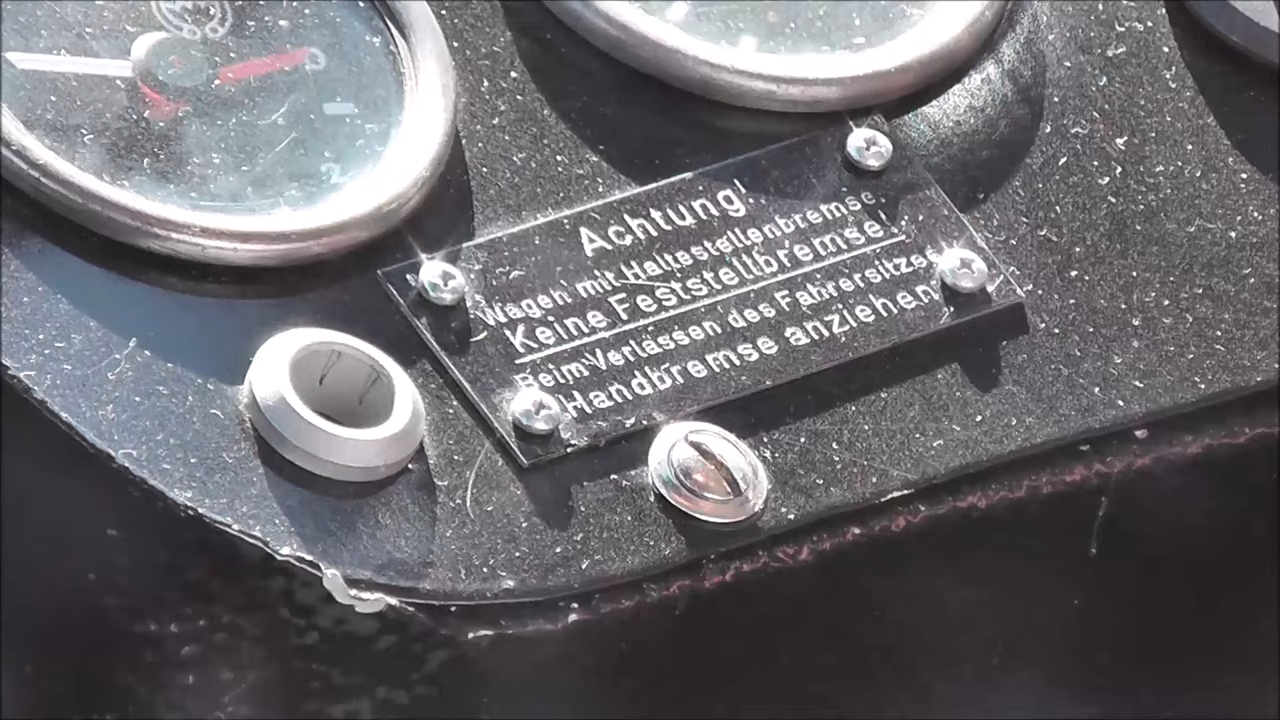 Achtung!
Wagen mit Haltestellenbremse.
Keine Feststellbremse!
Beim Verlassen des Fahrersitzes
Handbremse anziehen